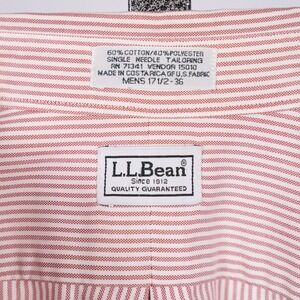 60% COTTON/40% POLYESTER
SINGLE NEEDLE TAILORING
RN 71341 VENDOR 15010
MADE IN COSTA RICA OF U.S. FABRIC
MENS 17 1/2 - 36
L.L.Bean®
Since 1912
QUALITY GUARANTEED